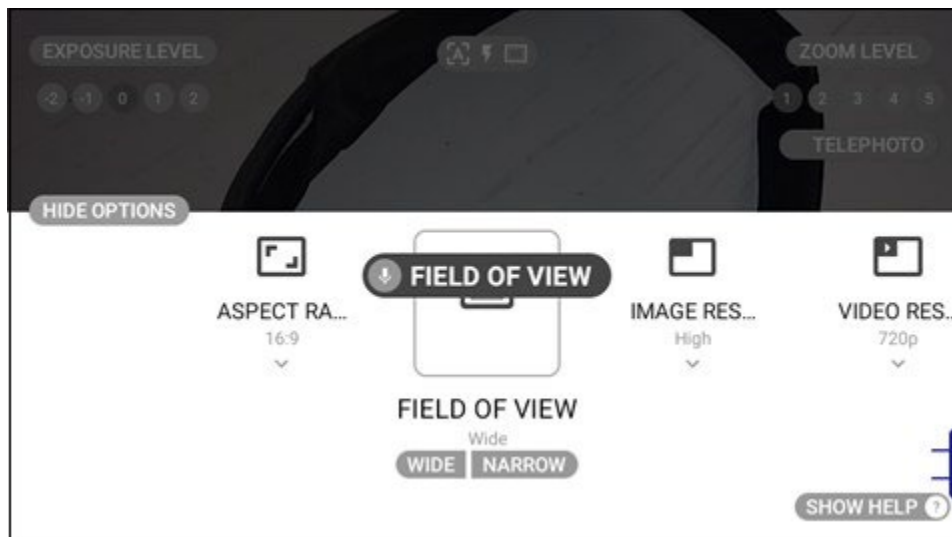 EXPOSURE LEVEL
-2 -1 0 1 2
A
ZOOM LEVEL
1 2 3 4 5
TELEPHOTO
HIDE OPTIONS
FIELD OF VIEW
ASPECT RA...
16:9
FIELD OF VIEW
Wide
WIDE NARROW
IMAGE RES...
High
VIDEO RES..
720p
SHOW HELP ?